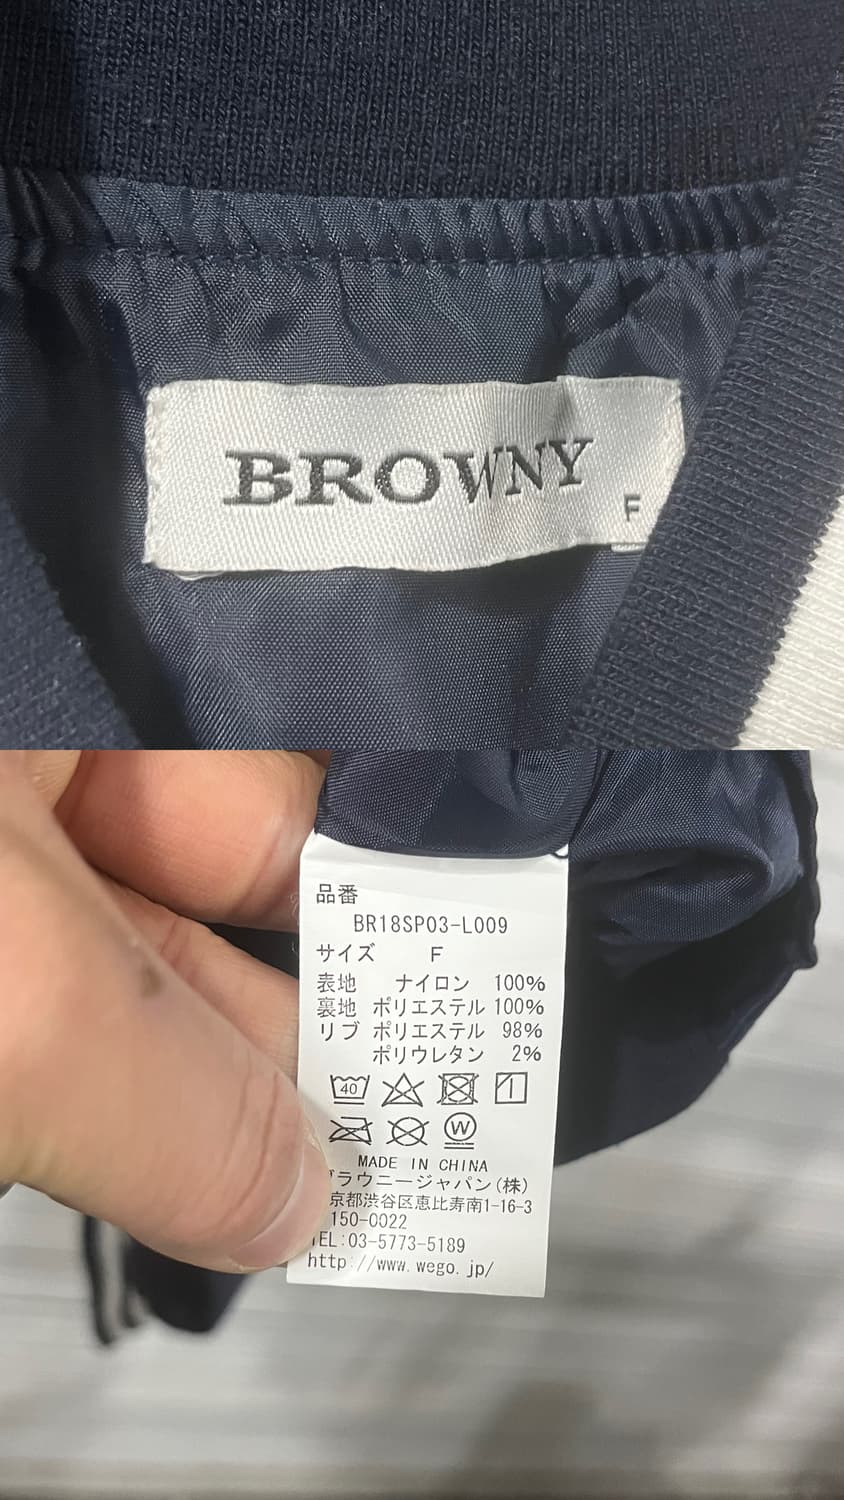 BROWNY
F
品番
BR18SP03-L009
サイズ F
表地 ナイロン 100%
裏地 ポリエステル 100%
リブ ポリエステル 98%
ポリウレタン 2%
40
W
MADE IN CHINA
ラウニージャパン(株)
京都渋谷区恵比寿南1-16-3
150-0022
TEL:03-5773-5189
http://www.wego.jp/